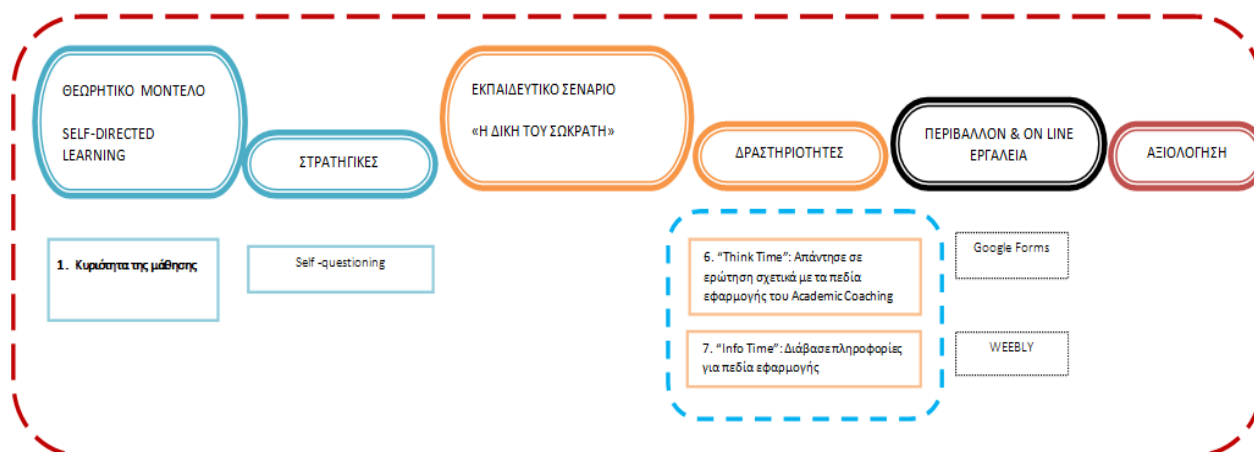 ΘΕΩΡΗΤΙΚΟ ΜΟΝΤΕΛΟ
SELF-DIRECTED
LEARNING
ΣΤΡΑΤΗΓΙΚΕΣ
ΕΚΠΑΙΔΕΥΤΙΚΟ ΣΕΝΑΡΙΟ
«Η ΔΙΚΗ ΤΟΥ ΣΩΚΡΑΤΗ»
ΔΡΑΣΤΗΡΙΟΤΗΤΕΣ
ΠΕΡΙΒΑΛΛΟΝ & ON LINE
ΕΡΓΑΛΕΙΑ
ΑΞΙΟΛΟΓΗΣΗ
1. Κυριότητα της μάθησης
Self -questioning
6. “Think Time”: Απάντησε σε
ερώτηση σχετικά με τα πεδία
εφαρμογής του Academic Coaching
Google Forms
7. “Info Time”: Διάβασε πληροφορίες
για πεδία εφαρμογής
WEEBLY